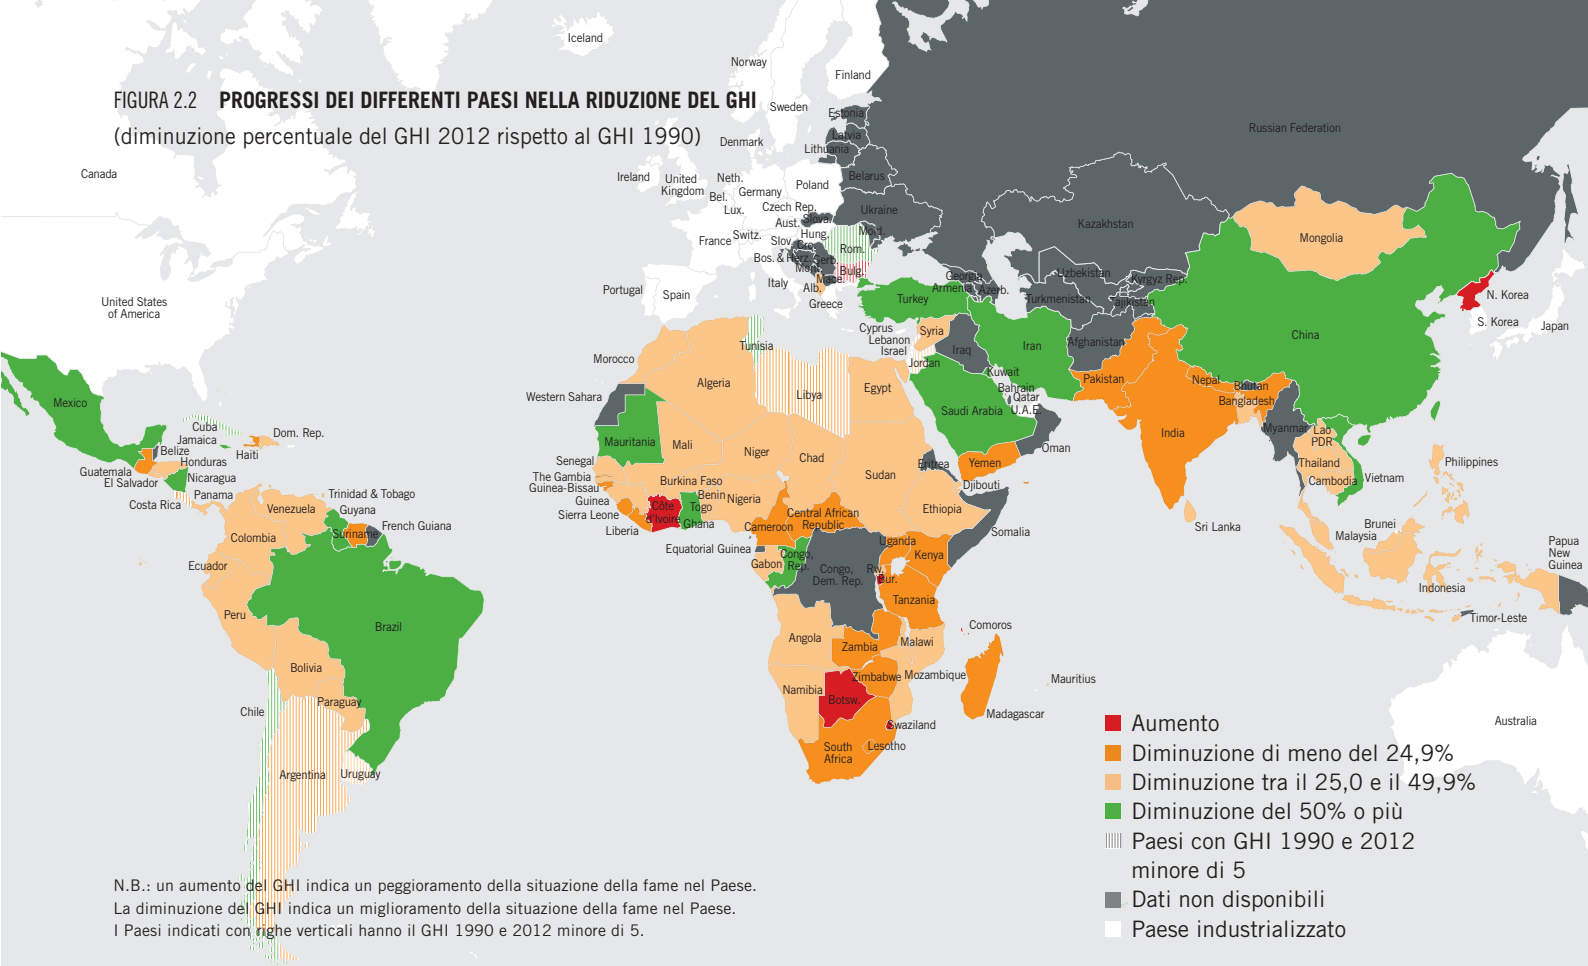 FIGURA 2.2 PROGRESSI DEI DIFFERENTI PAESI NELLA RIDUZIONE DEL GHI
(diminuzione percentuale del GHI 2012 rispetto al GHI 1990)
Iceland
Norway
Finland
Sweden
Estonia
Latvia
Lithuania
Denmark
Russian Federation
Canada
Ireland
United
Kingdom
Neth.
Bel.
Lux.
Germany
Poland
Belarus
Czech Rep.
Aust.
Slova.
Ukraine
Kazakhstan
Mongolia
France
Switz.
Slov.
Hung.
Cro.
Mold.
Rom.
Bos. & Herz.
Serb.
Mont.
Bulg.
Mace.
Alb.
Italy
Greece
Portugal
Spain
United States
of America
Georgia
Armenia
Azerb.
Uzbekistan
Kyrgyz Rep.
Turkmenistan
Tajikistan
Turkey
N. Korea
S. Korea
Japan
China
Cyprus
Lebanon
Israel
Syria
Jordan
Iraq
Iran
Afghanistan
Kuwait
Bahrain
Qatar
U.A.E.
Saudi Arabia
Oman
Yemen
Pakistan
Nepal
Bhutan
Bangladesh
India
Myanmar
Lao
PDR
Thailand
Cambodia
Vietnam
Philippines
Sri Lanka
Brunei
Malaysia
Indonesia
Papua
New
Guinea
Timor-Leste
Australia
Morocco
Tunisia
Algeria
Libya
Egypt
Western Sahara
Mauritania
Mali
Niger
Chad
Sudan
Eritrea
Djibouti
Senegal
The Gambia
Guinea-Bissau
Guinea
Sierra Leone
Liberia
Burkina Faso
Côte
d'Ivoire
Benin
Togo
Ghana
Nigeria
Cameroon
Central African
Republic
Ethiopia
Somalia
Equatorial Guinea
Gabon
Congo,
Rep.
Congo,
Dem. Rep.
Uganda
Kenya
Rw.
Bur.
Tanzania
Comoros
Angola
Zambia
Malawi
Zimbabwe
Mozambique
Mauritius
Madagascar
Namibia
Botsw.
Swaziland
Lesotho
South
Africa
Mexico
Cuba
Jamaica
Belize
Haiti
Dom. Rep.
Guatemala
El Salvador
Honduras
Nicaragua
Costa Rica
Panama
Trinidad & Tobago
Venezuela
Guyana
Suriname
French Guiana
Colombia
Ecuador
Peru
Brazil
Bolivia
Paraguay
Chile
Argentina
Uruguay
Aumento
Diminuzione di meno del 24,9%
Diminuzione tra il 25,0 e il 49,9%
Diminuzione del 50% o più
Paesi con GHI 1990 e 2012
minore di 5
Dati non disponibili
Paese industrializzato
N.B.: un aumento del GHI indica un peggioramento della situazione della fame nel Paese.
La diminuzione del GHI indica un miglioramento della situazione della fame nel Paese.
I Paesi indicati con righe verticali hanno il GHI 1990 e 2012 minore di 5.